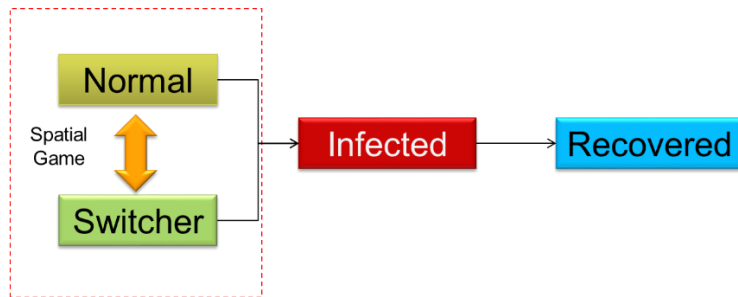 Normal
Spatial
Game
Switcher
Infected
Recovered